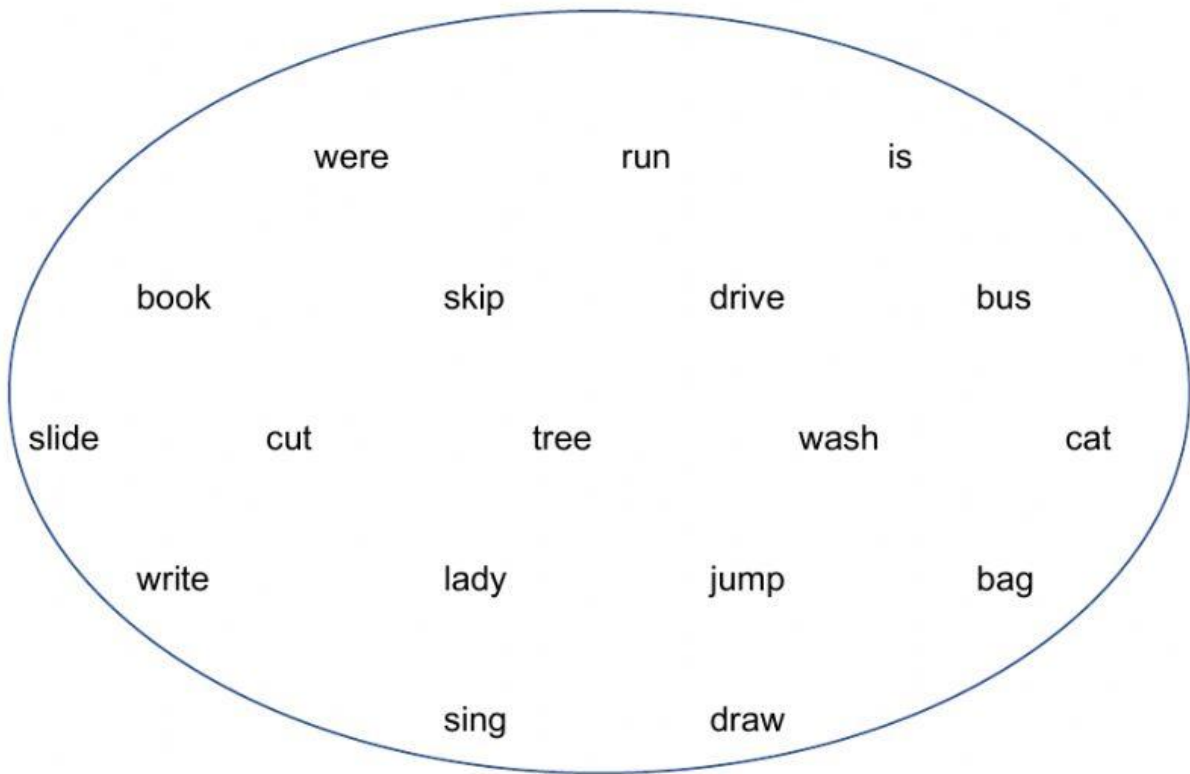 were run is
book skip drive bus
slide cut tree wash cat
write lady jump bag
sing draw